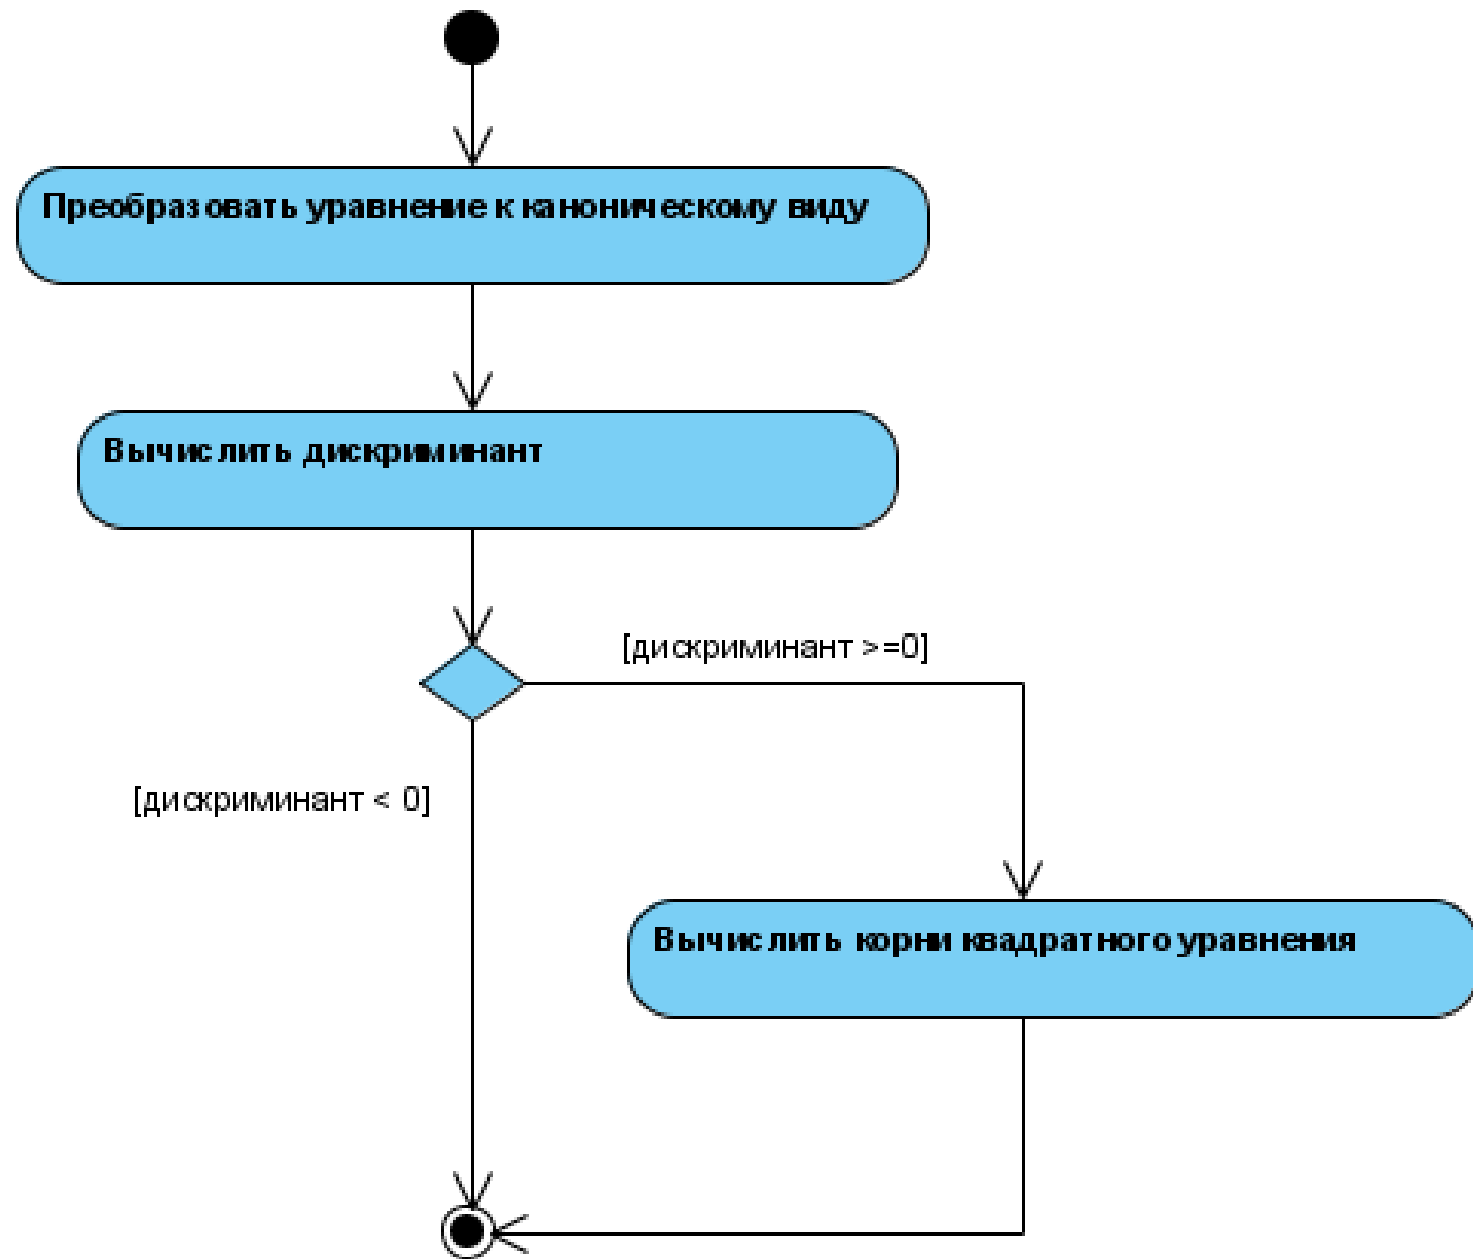 Преобразовать уравнение к каноническому виду
Вычислить дискриминант
[дискриминант >=0]
[дискриминант < 0]
Вычислить корни квадратного уравнения